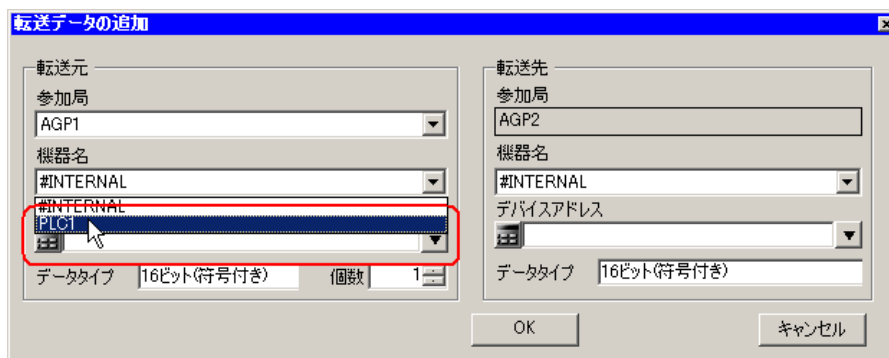 転送データの追加
転送元
参加局
AGP1
機器名
#INTERNAL
#INTERNAL
PLC1
データタイプ 16ビット(符号付き) 個数 1
転送先
参加局
AGP2
機器名
#INTERNAL
デバイスアドレス
データタイプ 16ビット(符号付き)
OK
キャンセル